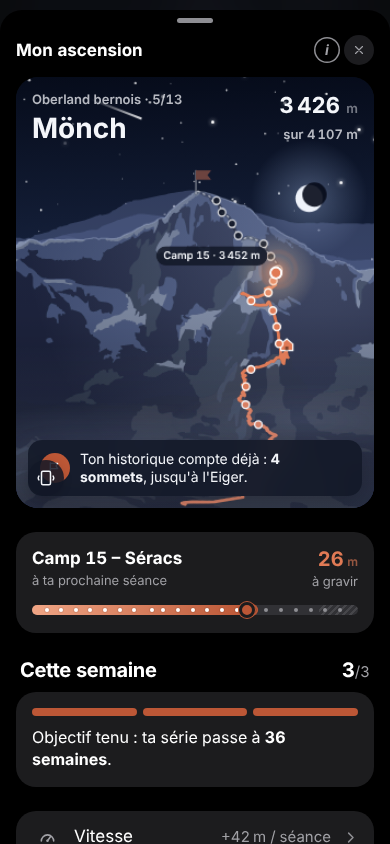 Mon ascension
Oberland bernois · 5/13
3 426 m
Mönch
sur 4 107 m
Camp 15 · 3 452 m
Ton historique compte déjà : 4
sommets, jusqu'à l'Eiger.
Camp 15 – Séracs
26 m
à ta prochaine séance
à gravir
Cette semaine
3/3
Objectif tenu : ta série passe à 36
semaines.
Vitesse
+42 m / séance